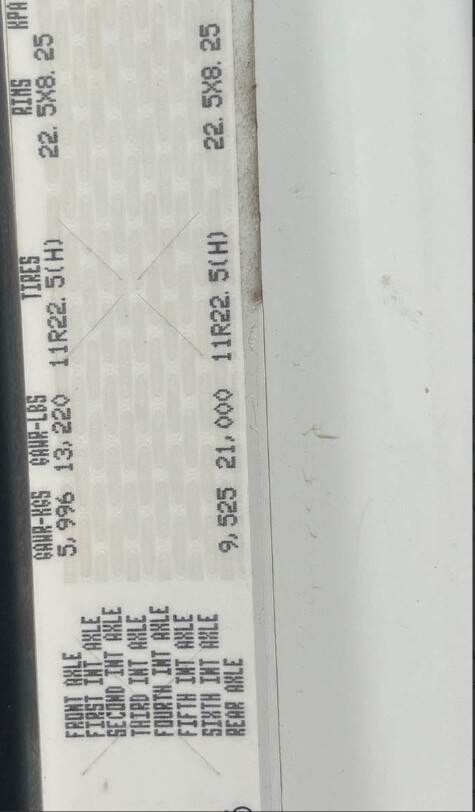 GAWR-KGS GAWR-LBS TIRES RIMS KPA
FRONT AXLE 5,996 13,220 11R22.5(H) 22.5X8.25
FIRST INT AXLE
SECOND INT AXLE
THIRD INT AXLE
FOURTH INT AXLE
FIFTH INT AXLE
SIXTH INT AXLE
REAR AXLE 9,525 21,000 11R22.5(H) 22.5X8.25